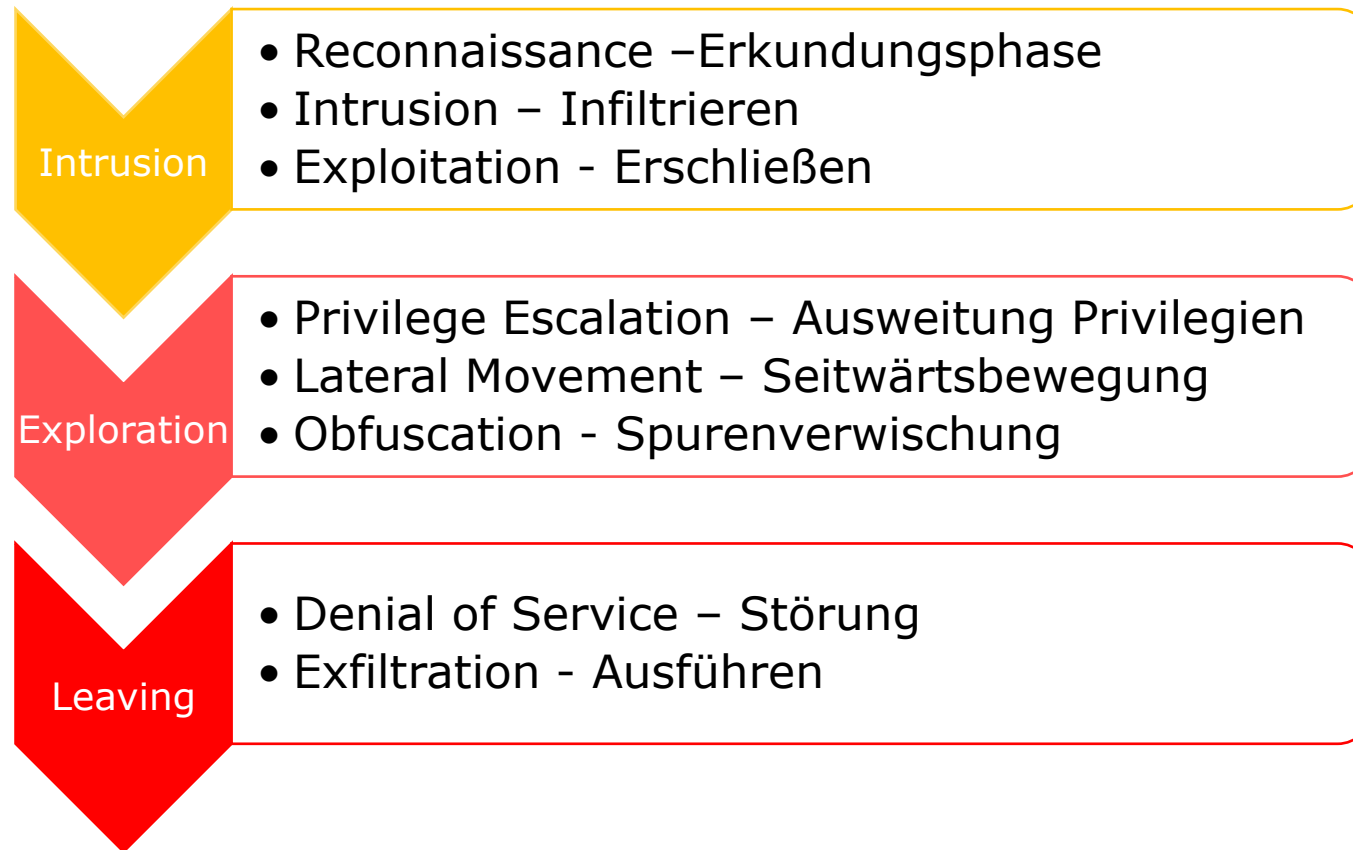 Intrusion
• Reconnaissance –Erkundungsphase
• Intrusion – Infiltrieren
• Exploitation - Erschließen
Exploration
• Privilege Escalation – Ausweitung Privilegien
• Lateral Movement – Seitwärtsbewegung
• Obfuscation - Spurenverwischung
Leaving
• Denial of Service – Störung
• Exfiltration - Ausführen